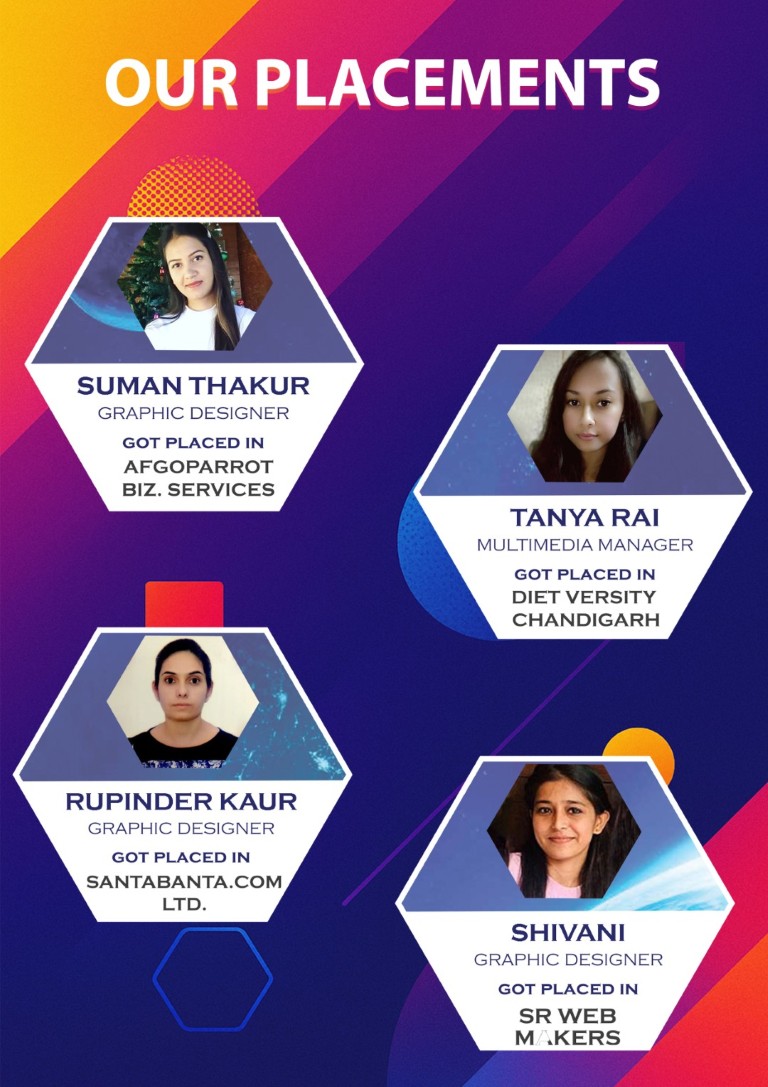 OUR PLACEMENTS
SUMAN THAKUR
GRAPHIC DESIGNER
GOT PLACED IN
AFGOPARROT
BIZ. SERVICES
TANYA RAI
MULTIMEDIA MANAGER
GOT PLACED IN
DIET VERSITY
CHANDIGARH
RUPINDER KAUR
GRAPHIC DESIGNER
GOT PLACED IN
SANTABANTA.COM
LTD.
SHIVANI
GRAPHIC DESIGNER
GOT PLACED IN
SR WEB
MAKERS